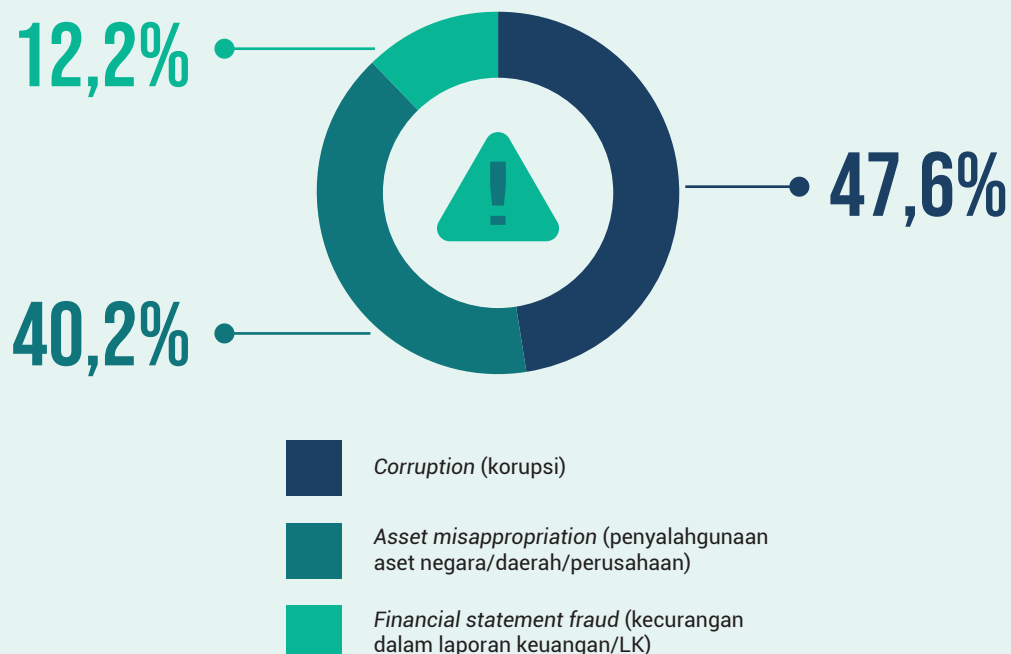 12,2%
47,6%
40,2%
!
Corruption (korupsi)
Asset misappropriation (penyalahgunaan
aset negara/daerah/perusahaan)
Financial statement fraud (kecurangan
dalam laporan keuangan/LK)